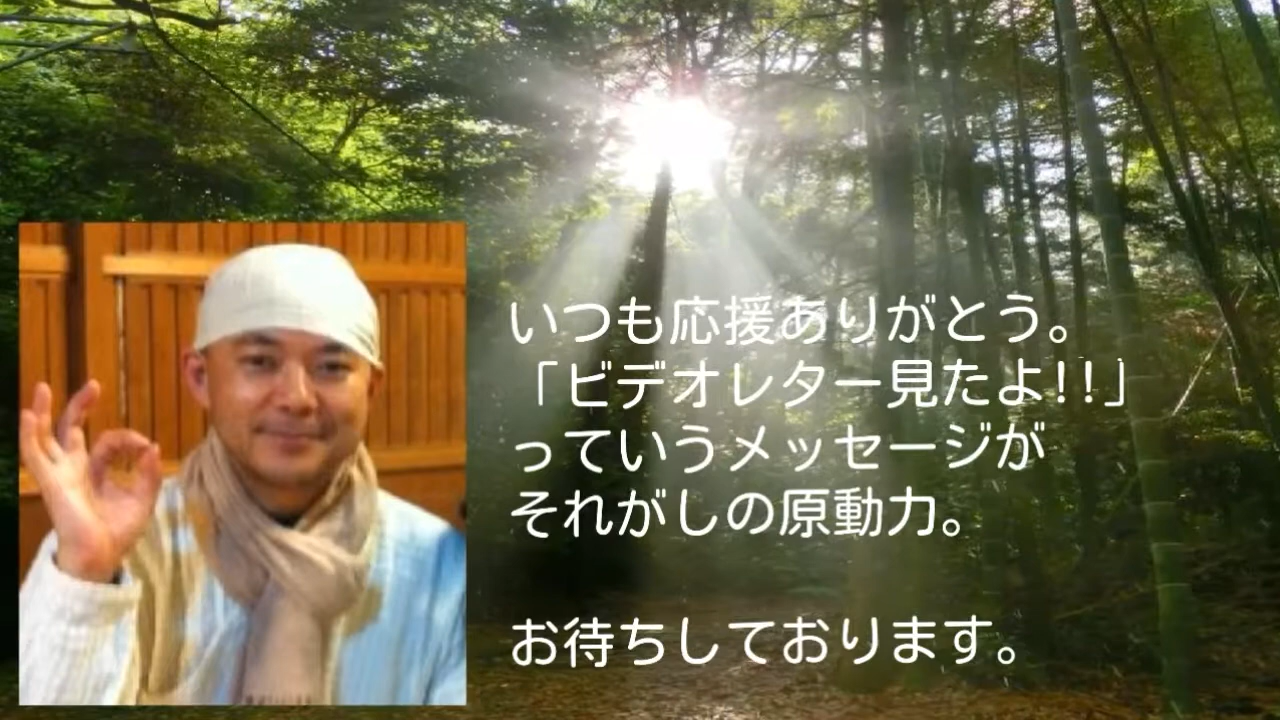 いつも応援ありがとう。
「ビデオレター見たよ!!」
っていうメッセージが
それがしの原動力。
お待ちしております。